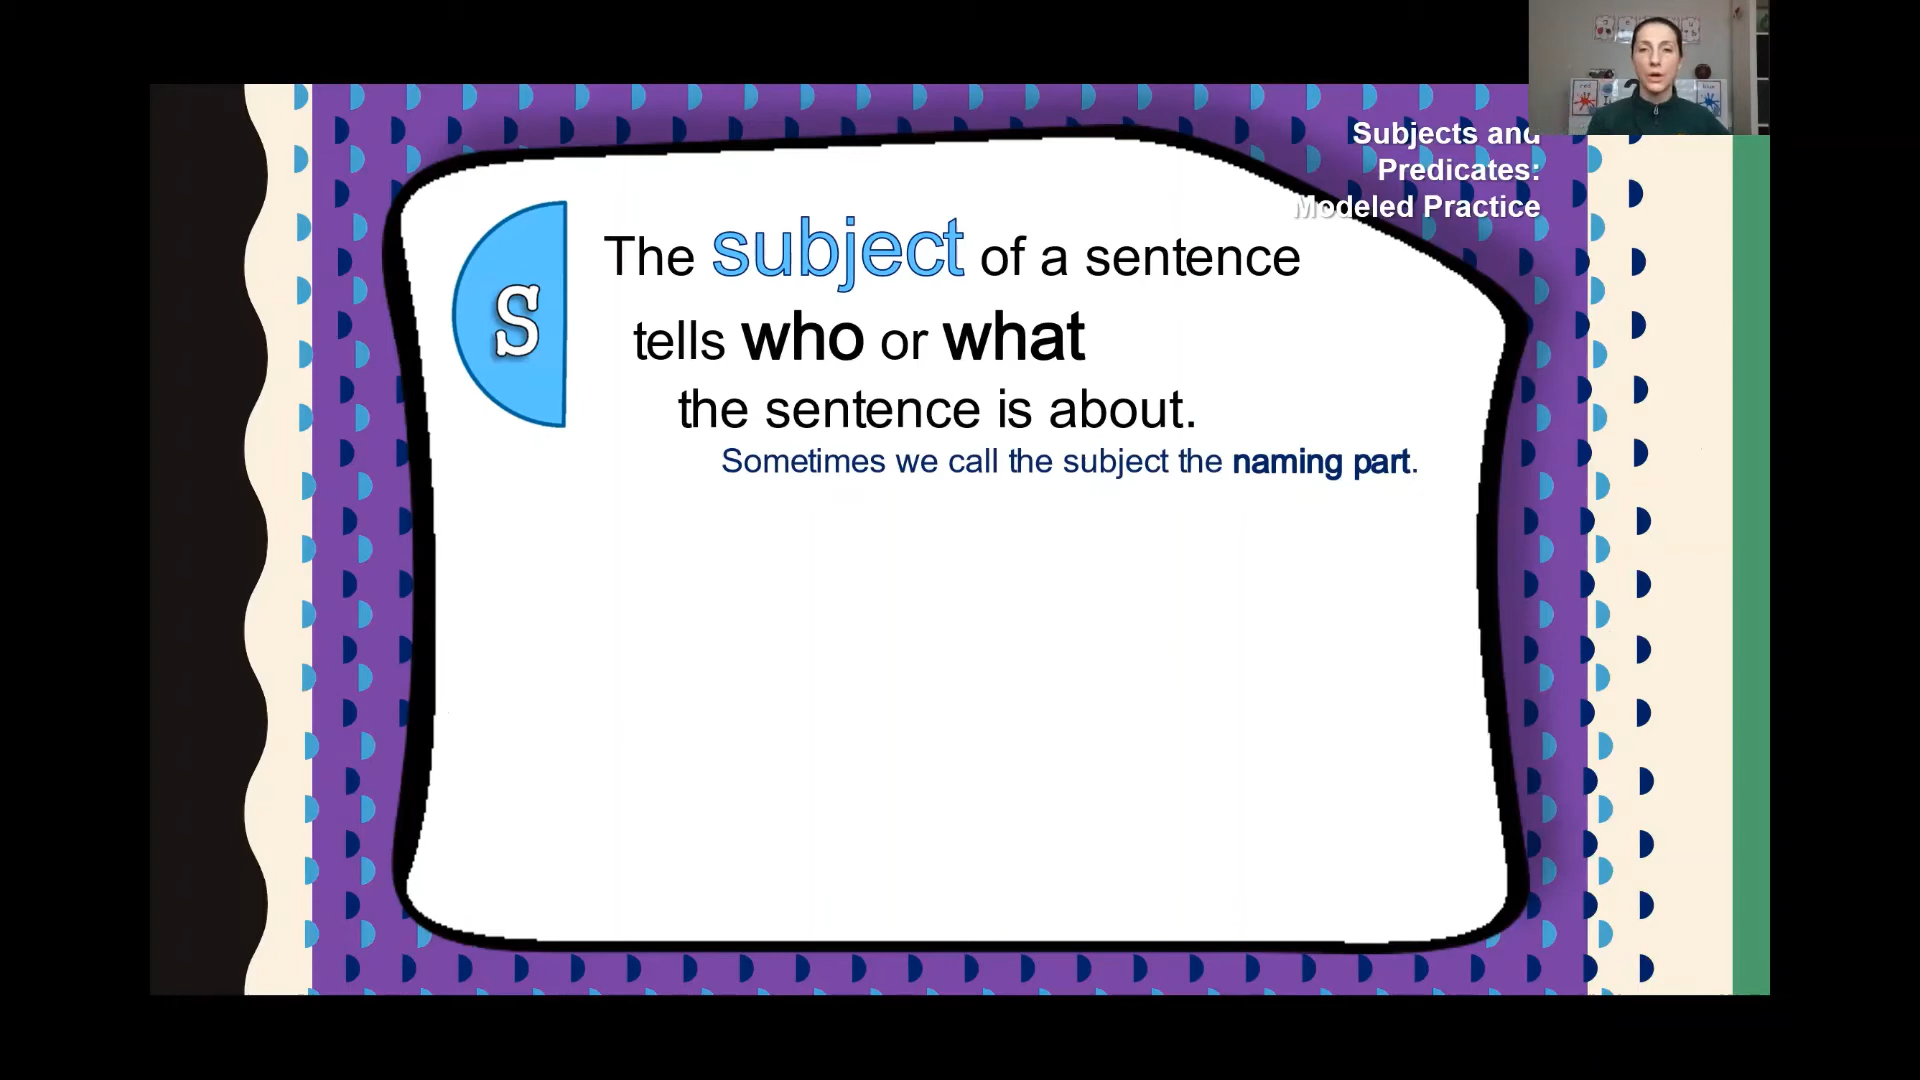 Subjects and
Predicates:
Modeled Practice
S
The subject of a sentence
tells who or what
the sentence is about.
Sometimes we call the subject the naming part.